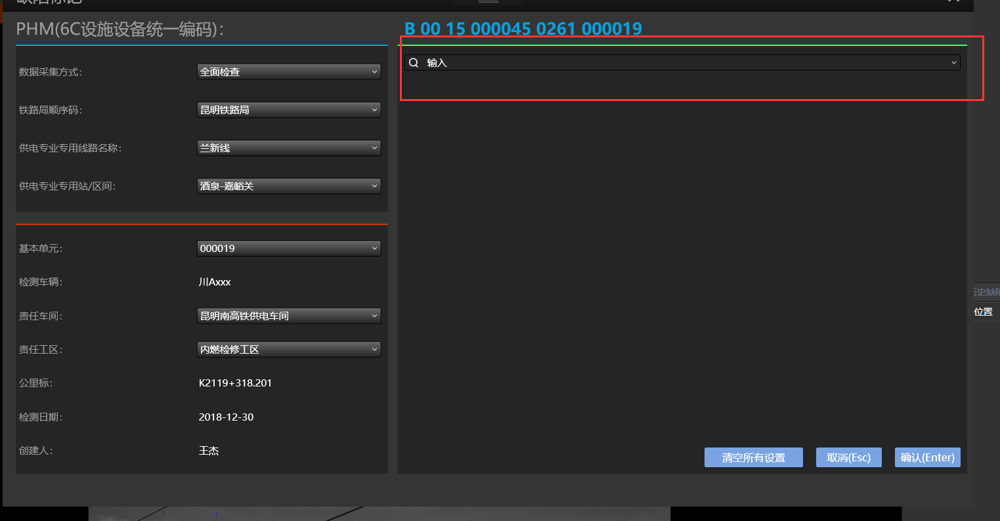 PHM(6C设施设备统一编码):
B 00 15 000045 0261 000019
数据采集方式: 全面检查
铁路局顺序码: 昆明铁路局
供电专业专用线路名称: 兰新线
供电专业专用站/区间: 酒泉-嘉峪关
输入
基本单元: 000019
检测车辆: 川Axxx
责任车间: 昆明南高铁供电车间
责任工区: 内燃检修工区
公里标: K2119+318.201
检测日期: 2018-12-30
创建人: 王杰
清空所有设置 取消(Esc) 确认(Enter)
位置